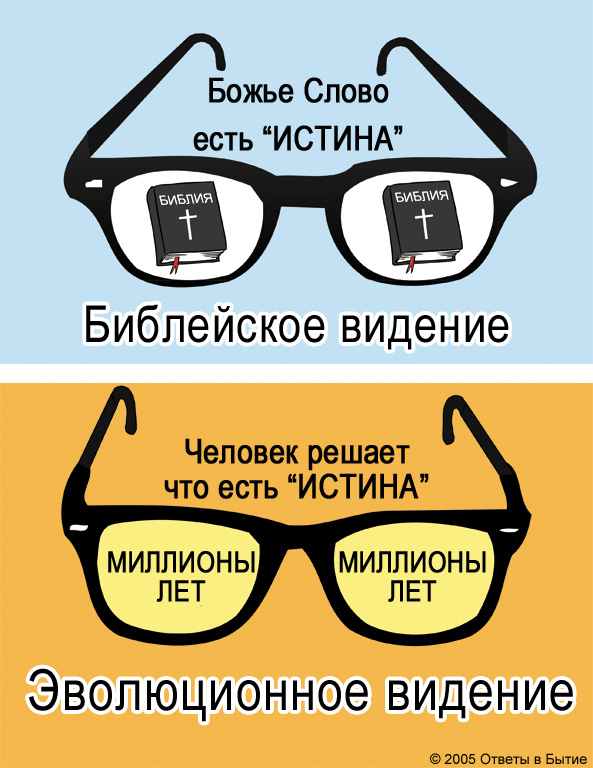 Божье Слово
есть “ИСТИНА”
БИБЛИЯ
БИБЛИЯ
Библейское видение
Человек решает
что есть “ИСТИНА”
МИЛЛИОНЫ
ЛЕТ
МИЛЛИОНЫ
ЛЕТ
Эволюционное видение
© 2005 Ответы в Бытие